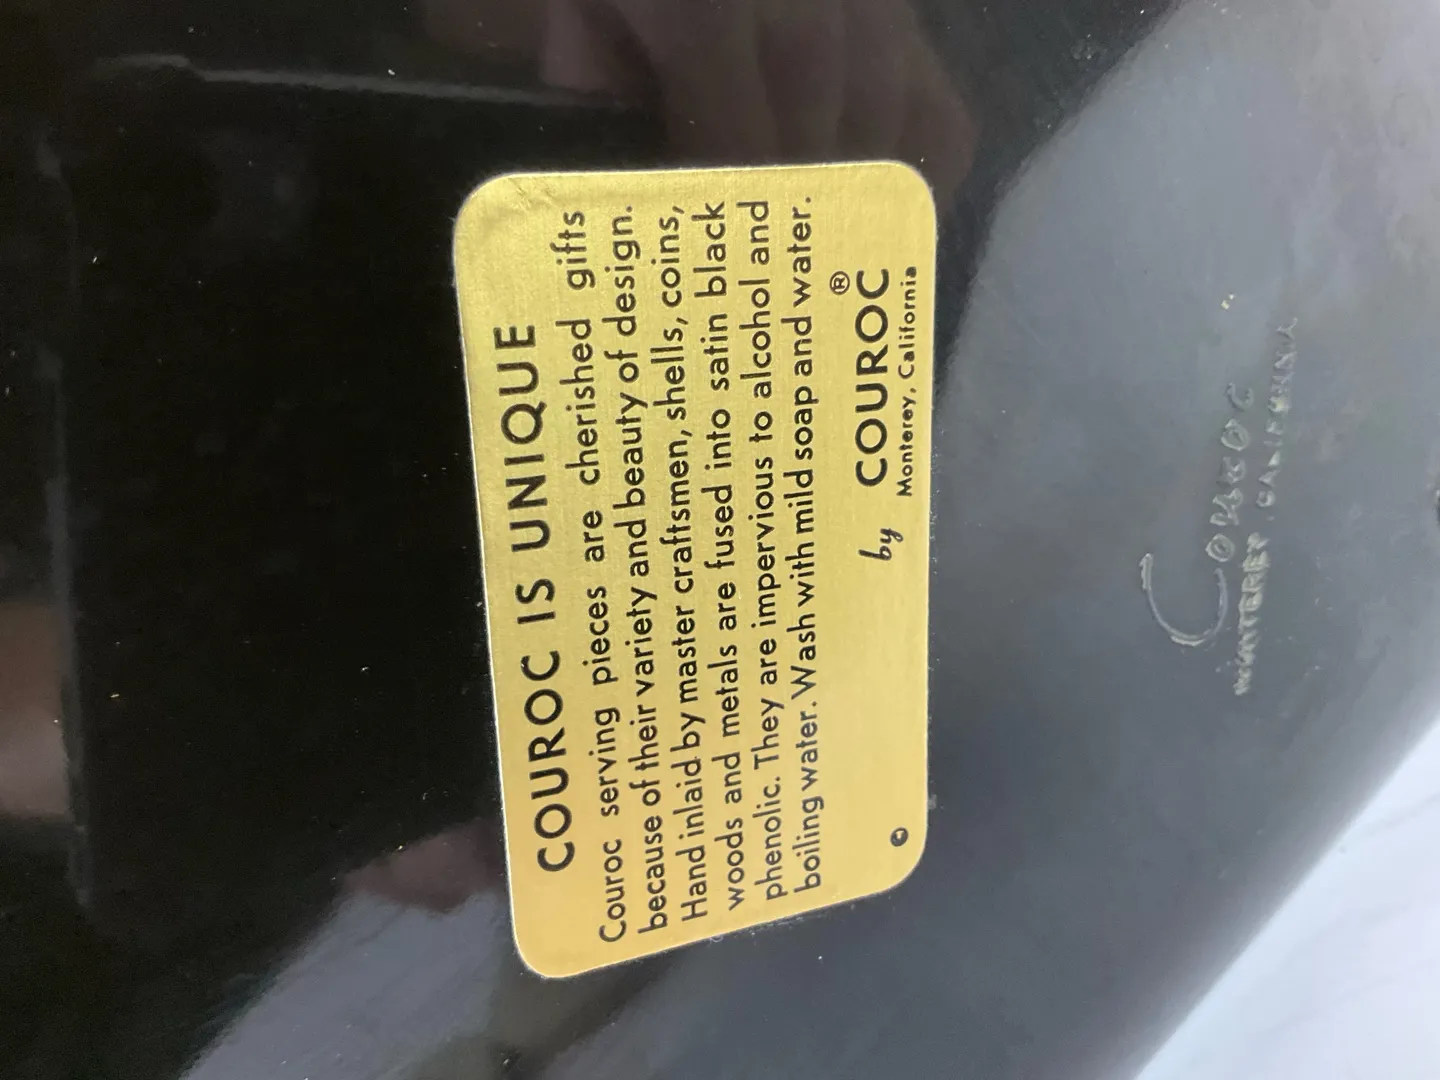 COUROC IS UNIQUE
Couroc serving pieces are cherished gifts
because of their variety and beauty of design.
Hand inlaid by master craftsmen, shells, coins,
woods and metals are fused into satin black
phenolic. They are impervious to alcohol and
boiling water. Wash with mild soap and water.
© by COUROC®
Monterey, California
Couroc
MONTEREY, CALIFORNIA